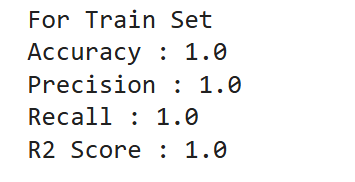 For Train Set
Accuracy : 1.0
Precision : 1.0
Recall : 1.0
R2 Score : 1.0